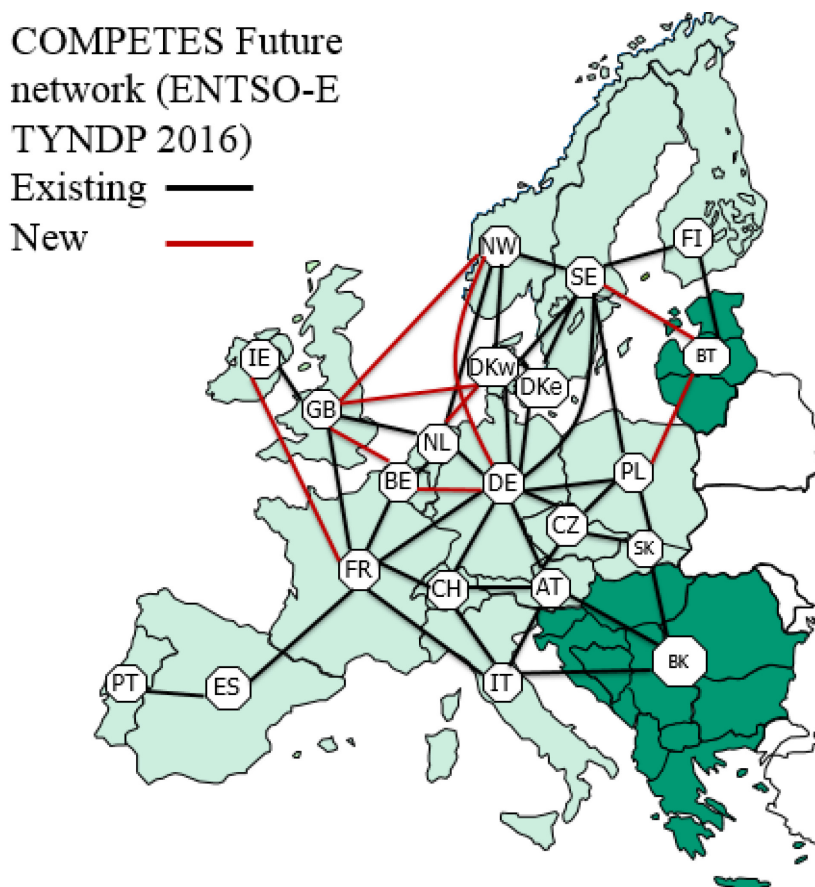 COMPETES Future
network (ENTSO-E
TYNDP 2016)
Existing
New
NW
FI
SE
IE
BT
DKw
DKe
GB
NL
PL
BE
DE
CZ
SK
FR
CH
AT
BK
PT
ES
IT